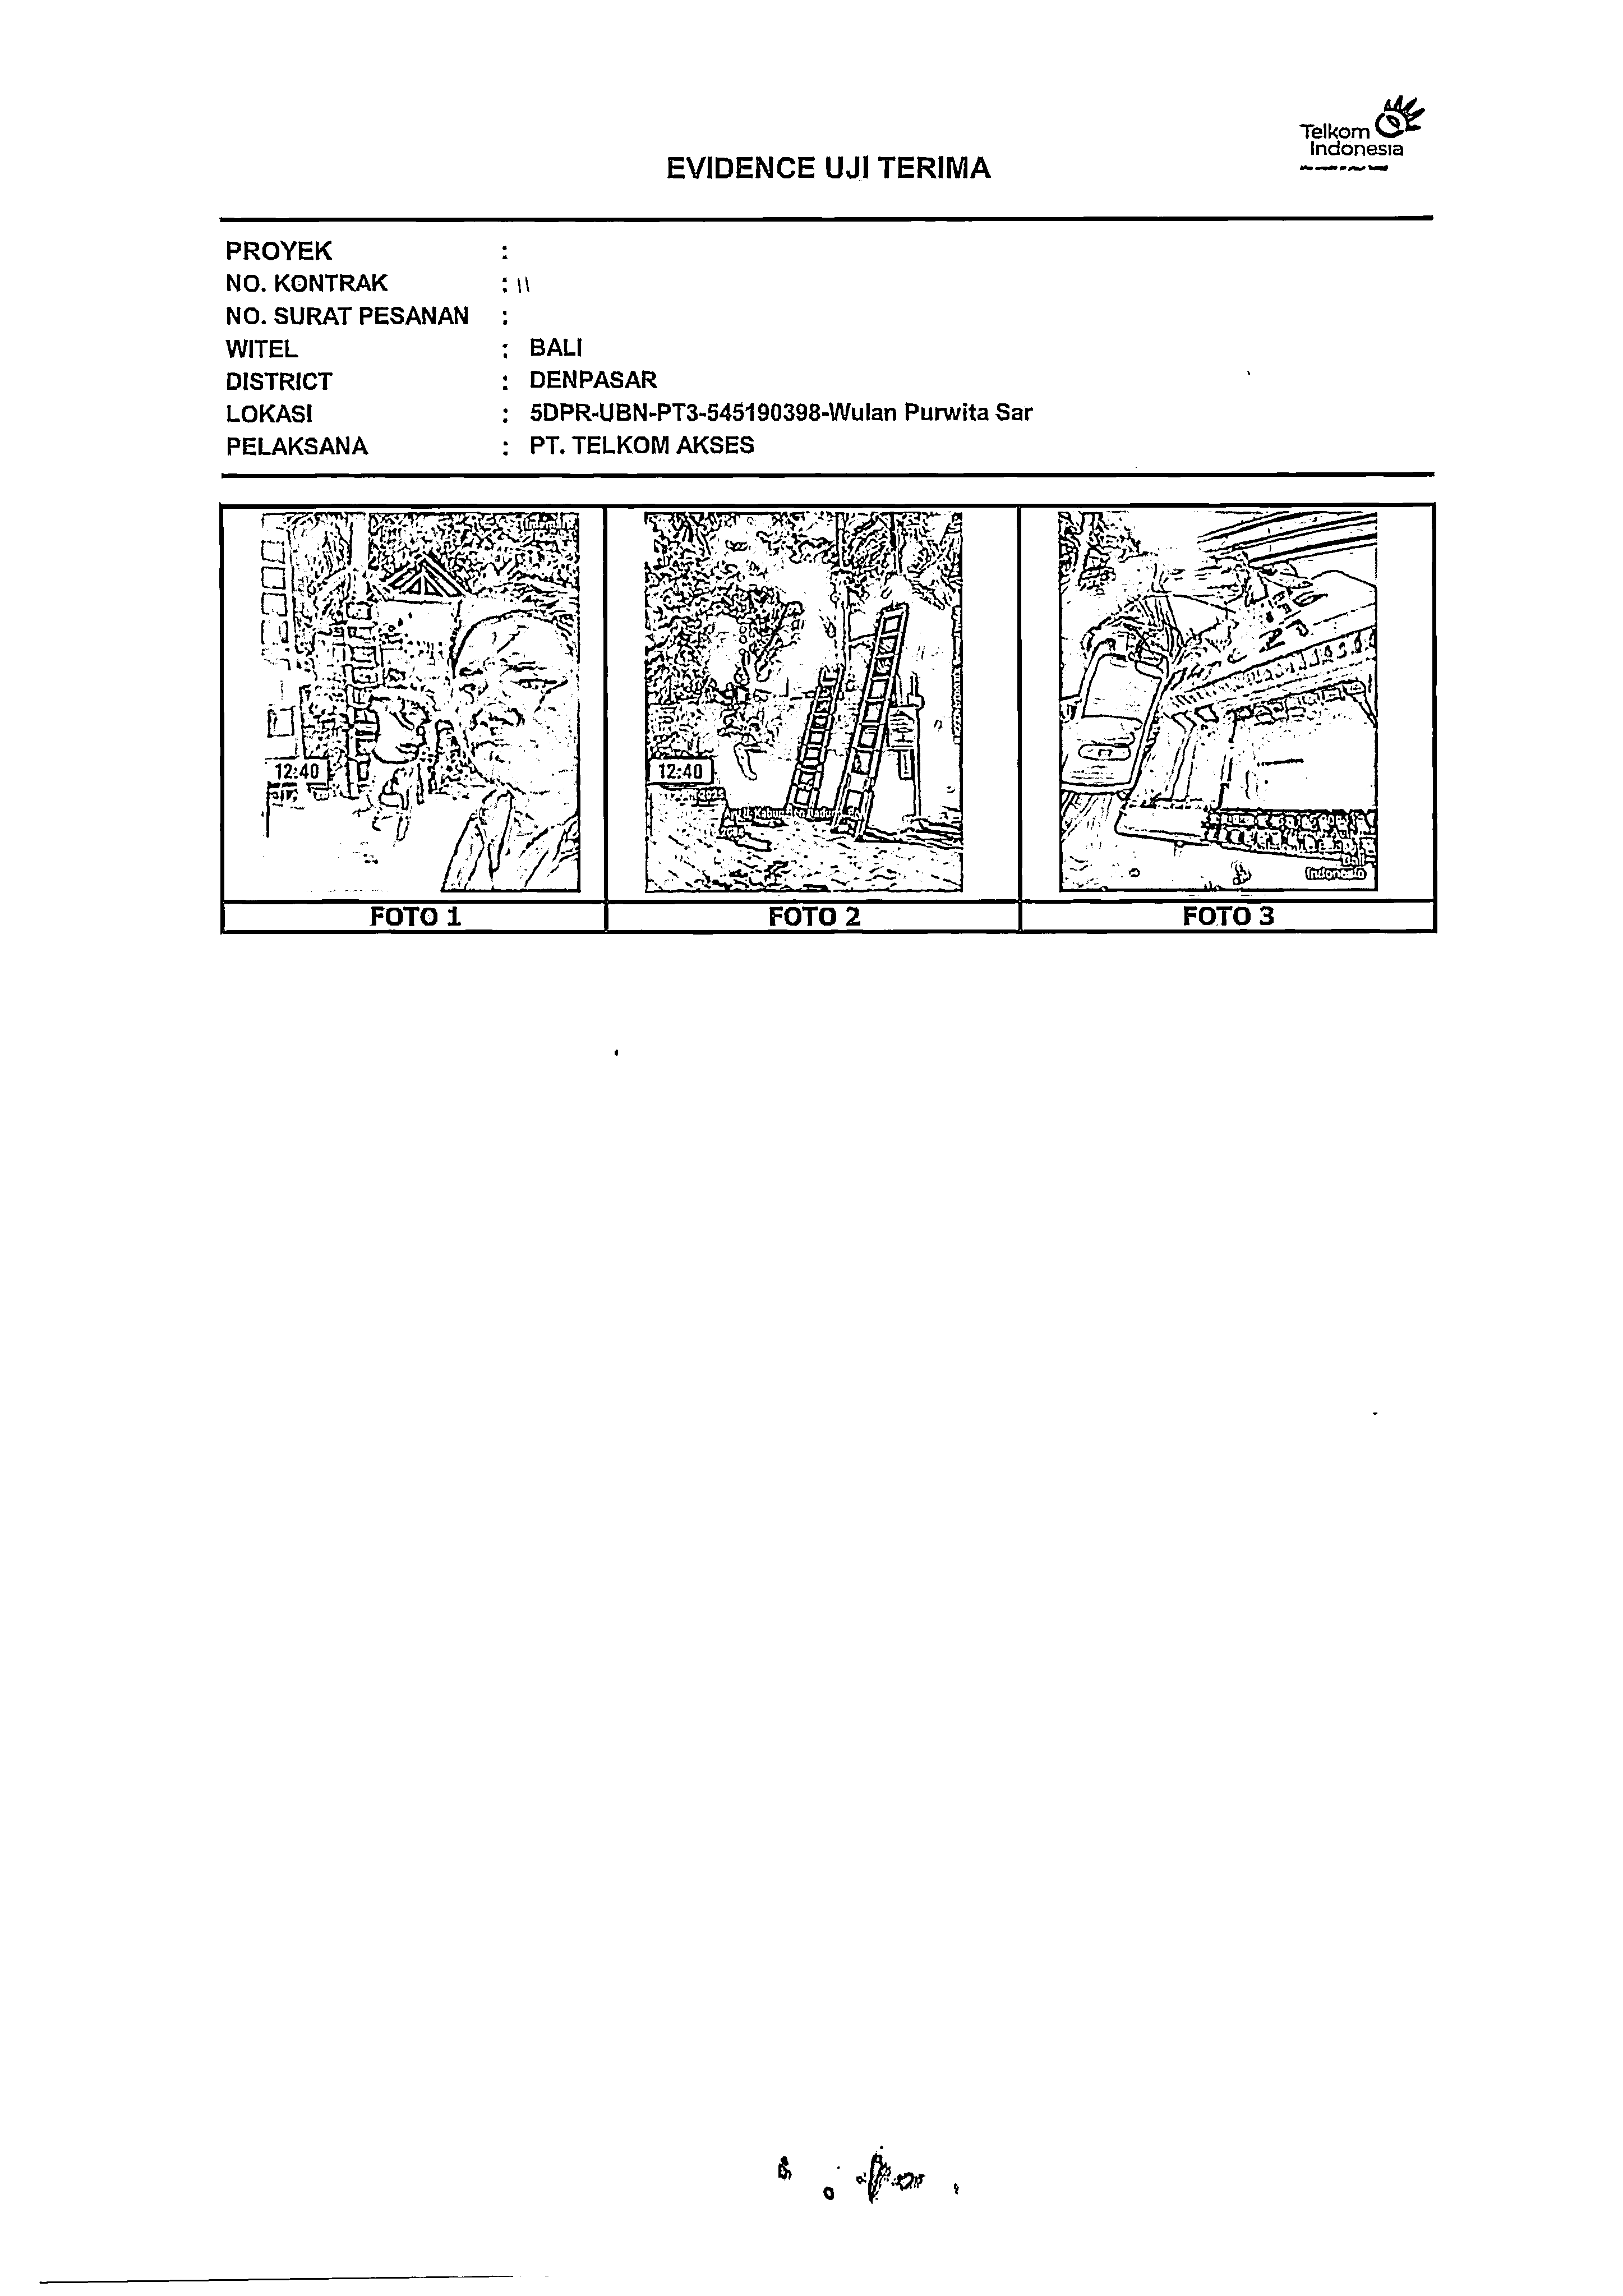 Telkom
Indonesia
EVIDENCE UJI TERIMA
PROYEK :
NO. KONTRAK : \\
NO. SURAT PESANAN :
WITEL : BALI
DISTRICT : DENPASAR
LOKASI : 5DPR-UBN-PT3-545190398-Wulan Purwita Sar
PELAKSANA : PT. TELKOM AKSES
12:40
12:40
Bali
Indonesia
FOTO 1 FOTO 2 FOTO 3